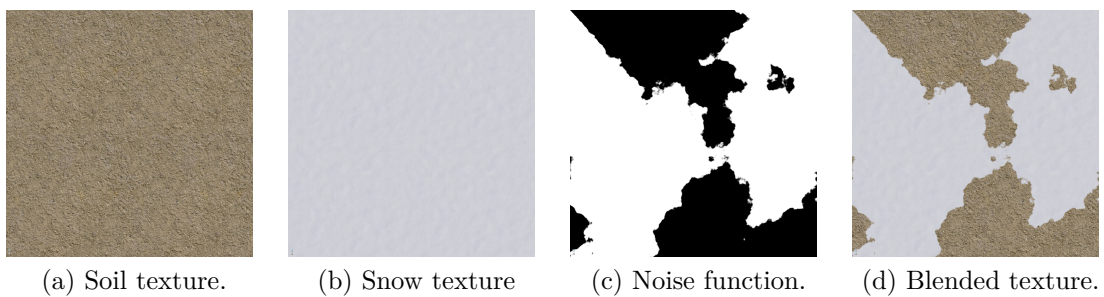 (a) Soil texture.
(b) Snow texture
(c) Noise function.
(d) Blended texture.